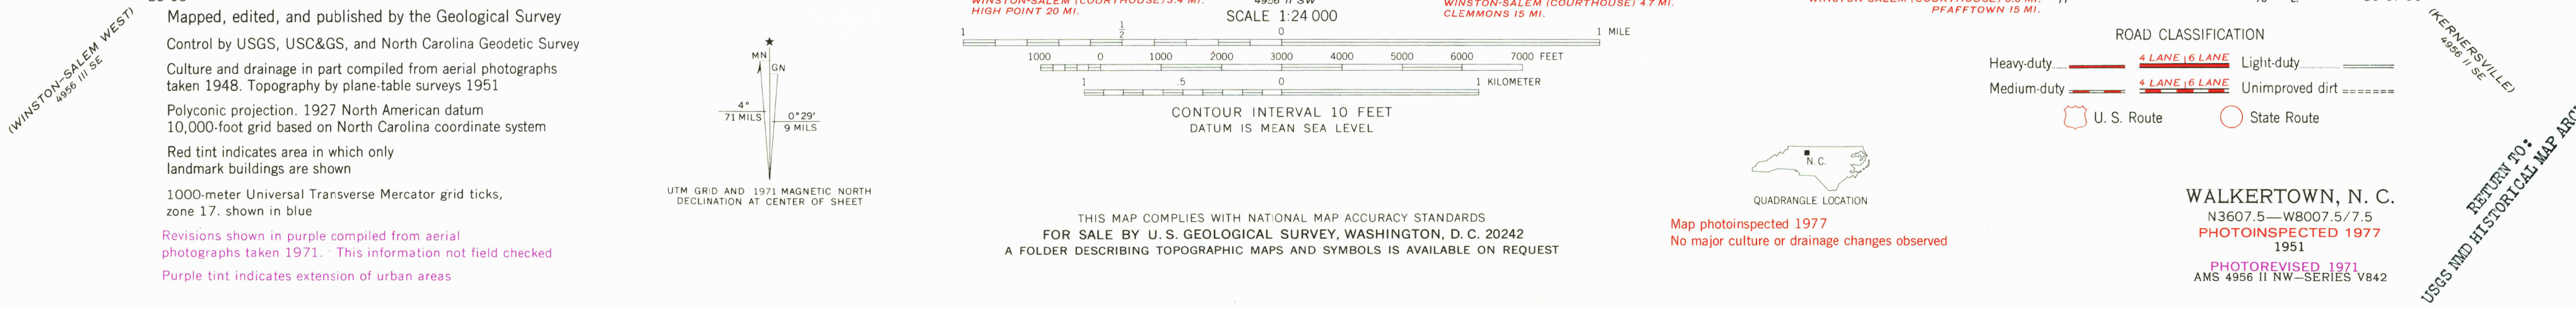 (WINSTON-SALEM WEST)
4956 III SE
Mapped, edited, and published by the Geological Survey
Control by USGS, USC&GS, and North Carolina Geodetic Survey
Culture and drainage in part compiled from aerial photographs
taken 1948. Topography by plane-table surveys 1951
Polyconic projection. 1927 North American datum
10,000-foot grid based on North Carolina coordinate system
Red tint indicates area in which only
landmark buildings are shown
1000-meter Universal Transverse Mercator grid ticks,
zone 17. shown in blue
Revisions shown in purple compiled from aerial
photographs taken 1971. This information not field checked
Purple tint indicates extension of urban areas
MN
GN
4°
71 MILS
0°29'
9 MILS
UTM GRID AND 1971 MAGNETIC NORTH
DECLINATION AT CENTER OF SHEET
HIGH POINT 20 MI.
4956 II SW
SCALE 1:24 000
WINSTON-SALEM (COURTHOUSE) 4.7 MI.
CLEMMONS 15 MI.
PFAFFTOWN 15 MI.
1 1/2 0 1 MILE
1000 0 1000 2000 3000 4000 5000 6000 7000 FEET
1 .5 0 1 KILOMETER
CONTOUR INTERVAL 10 FEET
DATUM IS MEAN SEA LEVEL
THIS MAP COMPLIES WITH NATIONAL MAP ACCURACY STANDARDS
FOR SALE BY U. S. GEOLOGICAL SURVEY, WASHINGTON, D. C. 20242
A FOLDER DESCRIBING TOPOGRAPHIC MAPS AND SYMBOLS IS AVAILABLE ON REQUEST
N. C.
QUADRANGLE LOCATION
Map photoinspected 1977
No major culture or drainage changes observed
ROAD CLASSIFICATION
Heavy-duty 4 LANE 6 LANE Light-duty
Medium-duty 4 LANE 6 LANE Unimproved dirt
U. S. Route State Route
(KERNERSVILLE)
4956 II SE
WALKERTOWN, N. C.
N3607.5—W8007.5/7.5
PHOTOINSPECTED 1977
1951
PHOTOREVISED 1971
AMS 4956 II NW—SERIES V842
RETURN TO:
USGS NMD HISTORICAL MAP